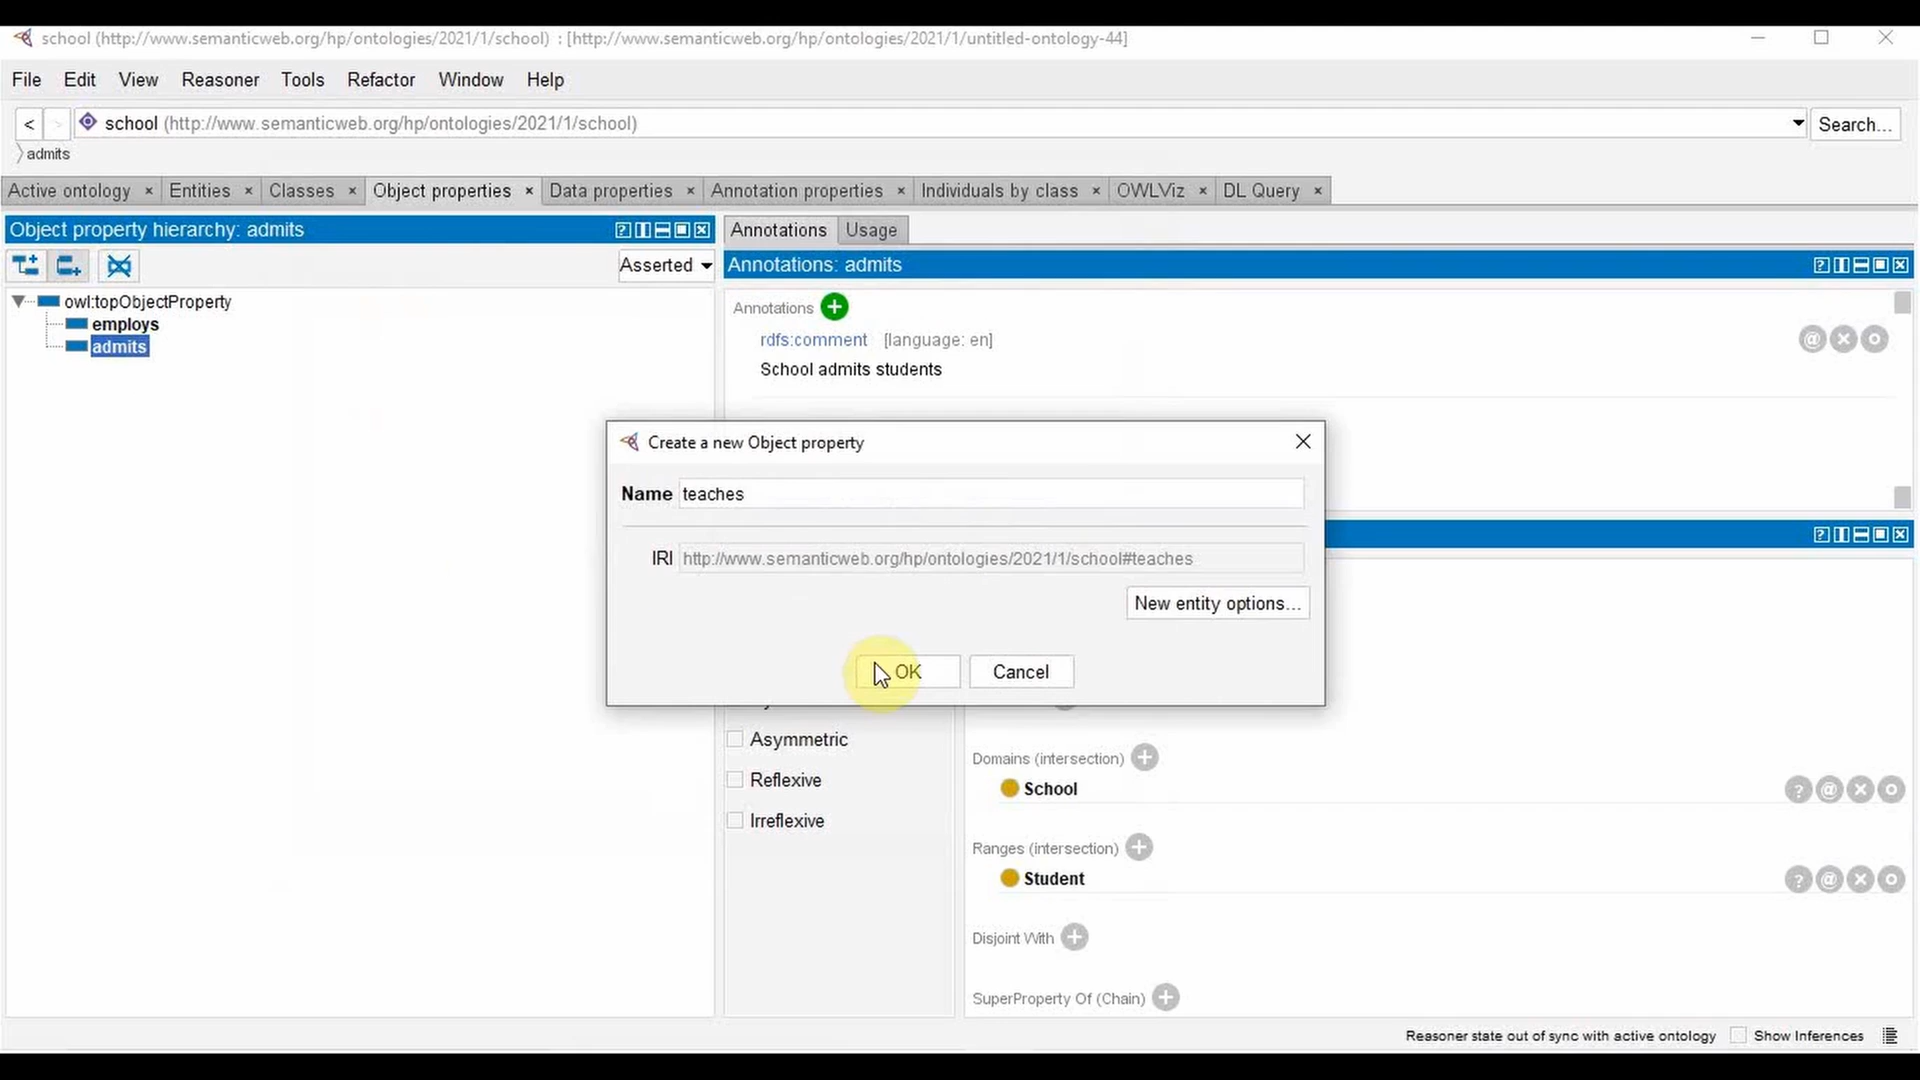 school (http://www.semanticweb.org/hp/ontologies/2021/1/school) : [http://www.semanticweb.org/hp/ontologies/2021/1/untitled-ontology-44]
File Edit View Reasoner Tools Refactor Window Help
< > school (http://www.semanticweb.org/hp/ontologies/2021/1/school) Search...
admits
Active ontology × Entities × Classes × Object properties × Data properties × Annotation properties × Individuals by class × OWLViz × DL Query ×
Object property hierarchy: admits
Asserted
owl:topObjectProperty
employs
admits
Annotations Usage
Annotations: admits
Annotations
rdfs:comment [language: en]
School admits students
Create a new Object property
Name teaches
IRI http://www.semanticweb.org/hp/ontologies/2021/1/school#teaches
New entity options...
OK Cancel
Asymmetric
Reflexive
Irreflexive
Domains (intersection)
School
Ranges (intersection)
Student
Disjoint With
SuperProperty Of (Chain)
Reasoner state out of sync with active ontology Show Inferences